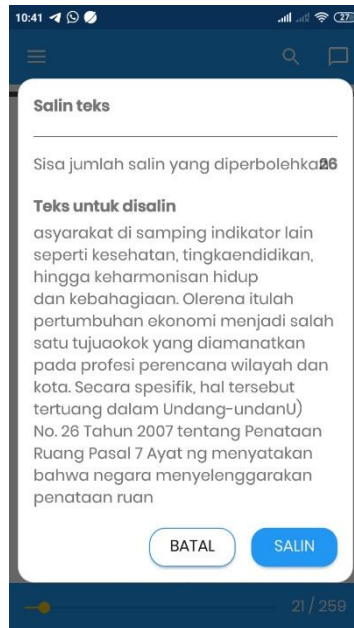 10:41
27
Salin teks
Sisa jumlah salin yang diperbolehkan:26
Teks untuk disalin
asyarakat di samping indikator lain
seperti kesehatan, tingkaendidikan,
hingga keharmonisan hidup
dan kebahagiaan. Olerena itulah
pertumbuhan ekonomi menjadi salah
satu tujuaokok yang diamanatkan
pada profesi perencana wilayah dan
kota. Secara spesifik, hal tersebut
tertuang dalam Undang-undanU)
No. 26 Tahun 2007 tentang Penataan
Ruang Pasal 7 Ayat ng menyatakan
bahwa negara menyelenggarakan
penataan ruan
BATAL
SALIN
21 / 259